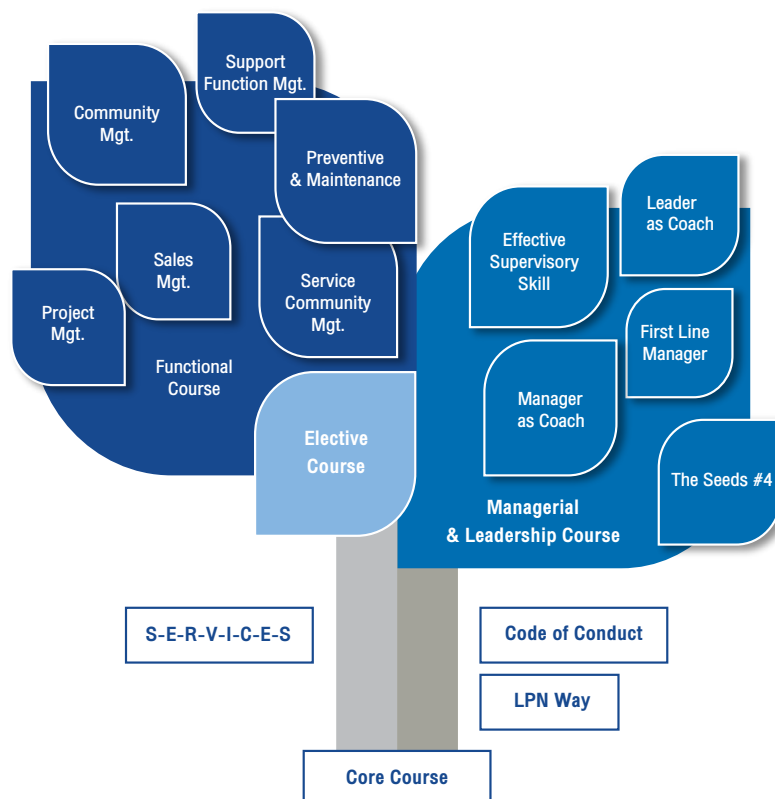 Support
Function Mgt.
Community
Mgt.
Preventive
& Maintenance
Sales
Mgt.
Service
Community
Mgt.
Project
Mgt.
Functional
Course
Elective
Course
Leader
as Coach
Effective
Supervisory
Skill
First Line
Manager
Manager
as Coach
The Seeds #4
Managerial
& Leadership Course
S-E-R-V-I-C-E-S
Code of Conduct
LPN Way
Core Course